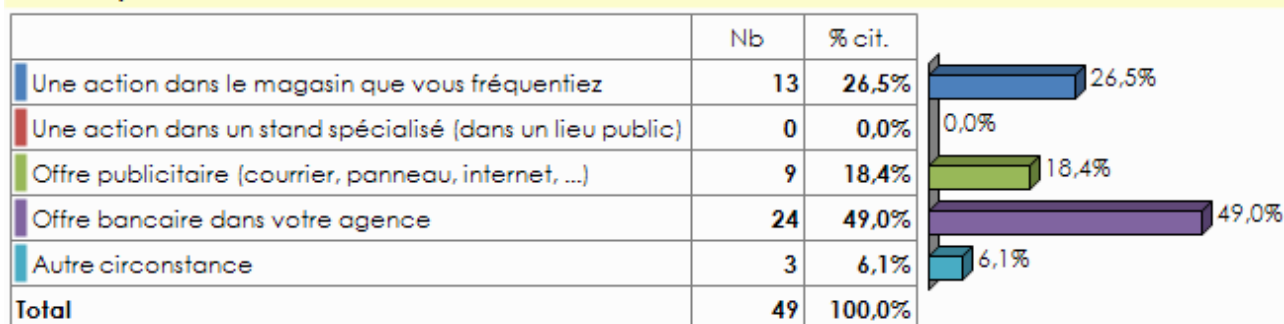 Nb % cit.
Une action dans le magasin que vous fréquentiez 13 26,5% 26,5%
Une action dans un stand spécialisé (dans un lieu public) 0 0,0% 0,0%
Offre publicitaire (courrier, panneau, internet, ...) 9 18,4% 18,4%
Offre bancaire dans votre agence 24 49,0% 49,0%
Autre circonstance 3 6,1% 6,1%
Total 49 100,0%